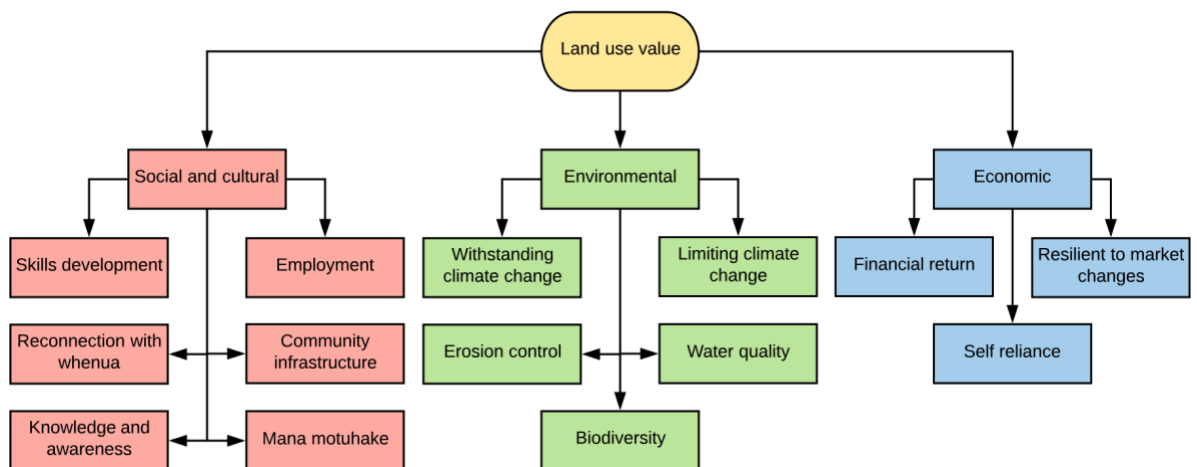 Land use value
Social and cultural
Environmental
Economic
Skills development
Employment
Withstanding
climate change
Limiting climate
change
Financial return
Resilient to market
changes
Reconnection with
whenua
Community
infrastructure
Erosion control
Water quality
Self reliance
Knowledge and
awareness
Mana motuhake
Biodiversity